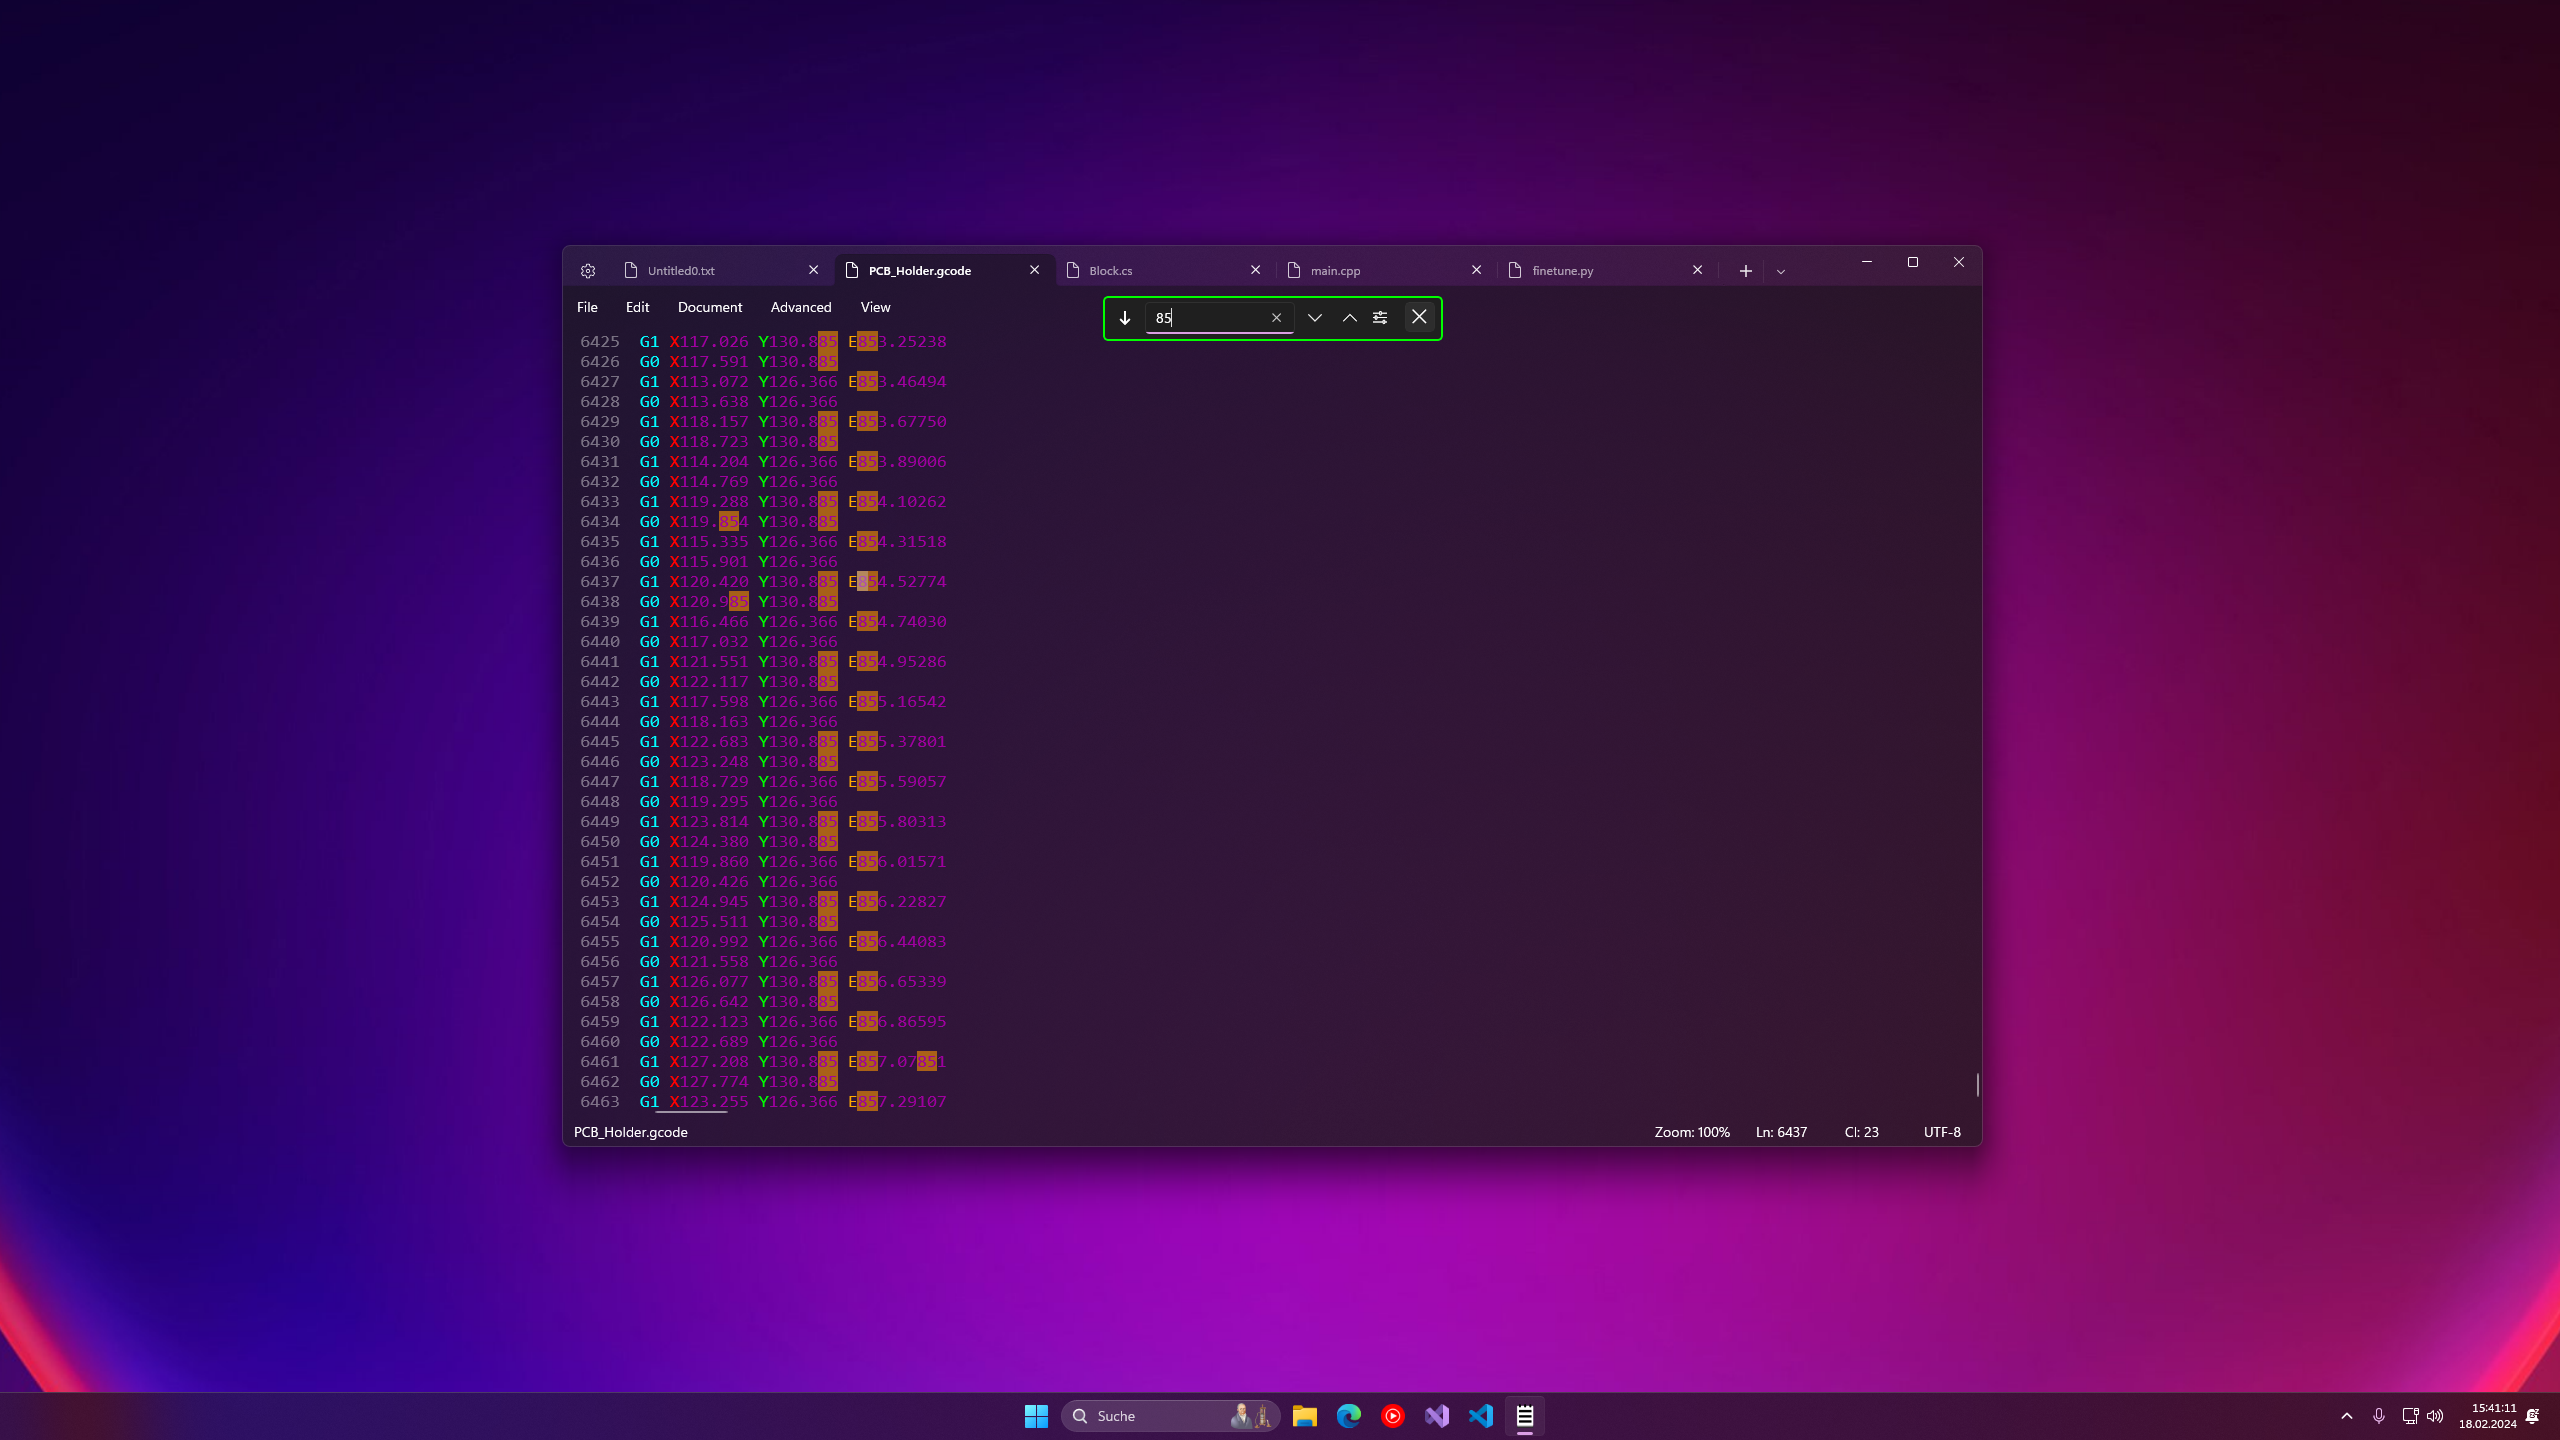 Untitled0.txt PCB_Holder.gcode Block.cs main.cpp finetune.py
File Edit Document Advanced View
85
6425 G1 X117.026 Y130.885 E853.25238
6426 G0 X117.591 Y130.885
6427 G1 X113.072 Y126.366 E853.46494
6428 G0 X113.638 Y126.366
6429 G1 X118.157 Y130.885 E853.67750
6430 G0 X118.723 Y130.885
6431 G1 X114.204 Y126.366 E853.89006
6432 G0 X114.769 Y126.366
6433 G1 X119.288 Y130.885 E854.10262
6434 G0 X119.854 Y130.885
6435 G1 X115.335 Y126.366 E854.31518
6436 G0 X115.901 Y126.366
6437 G1 X120.420 Y130.885 E854.52774
6438 G0 X120.985 Y130.885
6439 G1 X116.466 Y126.366 E854.74030
6440 G0 X117.032 Y126.366
6441 G1 X121.551 Y130.885 E854.95286
6442 G0 X122.117 Y130.885
6443 G1 X117.598 Y126.366 E855.16542
6444 G0 X118.163 Y126.366
6445 G1 X122.683 Y130.885 E855.37801
6446 G0 X123.248 Y130.885
6447 G1 X118.729 Y126.366 E855.59057
6448 G0 X119.295 Y126.366
6449 G1 X123.814 Y130.885 E855.80313
6450 G0 X124.380 Y130.885
6451 G1 X119.860 Y126.366 E856.01571
6452 G0 X120.426 Y126.366
6453 G1 X124.945 Y130.885 E856.22827
6454 G0 X125.511 Y130.885
6455 G1 X120.992 Y126.366 E856.44083
6456 G0 X121.558 Y126.366
6457 G1 X126.077 Y130.885 E856.65339
6458 G0 X126.642 Y130.885
6459 G1 X122.123 Y126.366 E856.86595
6460 G0 X122.689 Y126.366
6461 G1 X127.208 Y130.885 E857.07851
6462 G0 X127.774 Y130.885
6463 G1 X123.255 Y126.366 E857.29107
PCB_Holder.gcode Zoom: 100% Ln: 6437 Cl: 23 UTF-8
Suche
15:41:11
18.02.2024